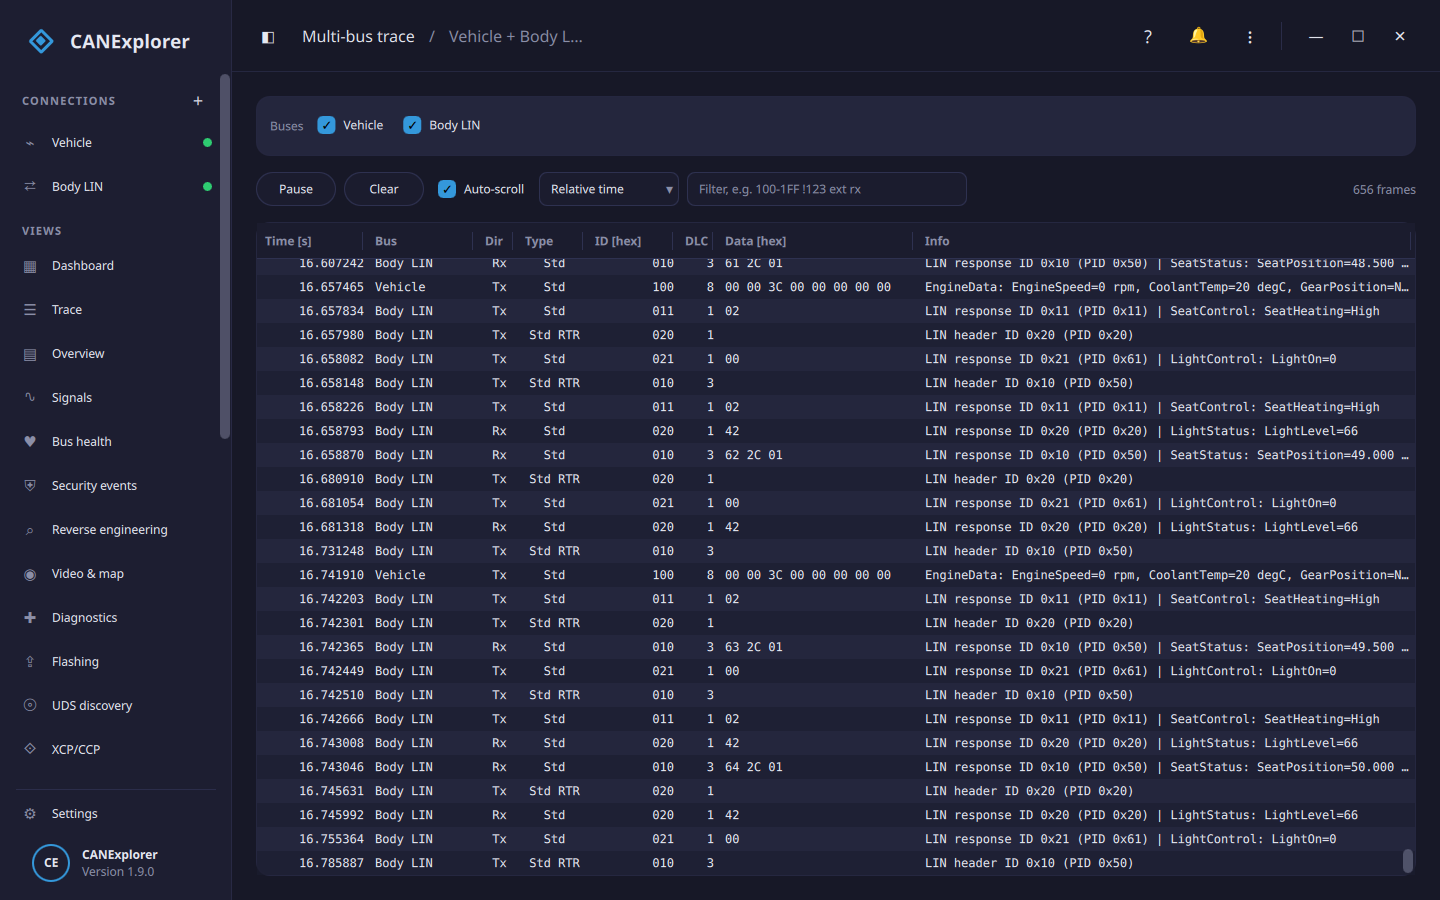 CANExplorer
Multi-bus trace / Vehicle + Body L...
CONNECTIONS
Vehicle
Body LIN
VIEWS
Dashboard
Trace
Overview
Signals
Bus health
Security events
Reverse engineering
Video & map
Diagnostics
Flashing
UDS discovery
XCP/CCP
Settings
CE
CANExplorer
Version 1.9.0
Buses Vehicle Body LIN
Pause Clear Auto-scroll Relative time Filter, e.g. 100-1FF !123 ext rx 656 frames
Time [s] Bus Dir Type ID [hex] DLC Data [hex] Info
16.607242 Body LIN Rx Std 010 3 61 2C 01 LIN response ID 0x10 (PID 0x50) | SeatStatus: SeatPosition=48.500 …
16.657465 Vehicle Tx Std 100 8 00 00 3C 00 00 00 00 00 EngineData: EngineSpeed=0 rpm, CoolantTemp=20 degC, GearPosition=N…
16.657834 Body LIN Tx Std 011 1 02 LIN response ID 0x11 (PID 0x11) | SeatControl: SeatHeating=High
16.657980 Body LIN Tx Std RTR 020 1 LIN header ID 0x20 (PID 0x20)
16.658082 Body LIN Tx Std 021 1 00 LIN response ID 0x21 (PID 0x61) | LightControl: LightOn=0
16.658148 Body LIN Tx Std RTR 010 3 LIN header ID 0x10 (PID 0x50)
16.658226 Body LIN Tx Std 011 1 02 LIN response ID 0x11 (PID 0x11) | SeatControl: SeatHeating=High
16.658793 Body LIN Rx Std 020 1 42 LIN response ID 0x20 (PID 0x20) | LightStatus: LightLevel=66
16.658870 Body LIN Rx Std 010 3 62 2C 01 LIN response ID 0x10 (PID 0x50) | SeatStatus: SeatPosition=49.000 …
16.680910 Body LIN Tx Std RTR 020 1 LIN header ID 0x20 (PID 0x20)
16.681054 Body LIN Tx Std 021 1 00 LIN response ID 0x21 (PID 0x61) | LightControl: LightOn=0
16.681318 Body LIN Rx Std 020 1 42 LIN response ID 0x20 (PID 0x20) | LightStatus: LightLevel=66
16.731248 Body LIN Tx Std RTR 010 3 LIN header ID 0x10 (PID 0x50)
16.741910 Vehicle Tx Std 100 8 00 00 3C 00 00 00 00 00 EngineData: EngineSpeed=0 rpm, CoolantTemp=20 degC, GearPosition=N…
16.742203 Body LIN Tx Std 011 1 02 LIN response ID 0x11 (PID 0x11) | SeatControl: SeatHeating=High
16.742301 Body LIN Tx Std RTR 020 1 LIN header ID 0x20 (PID 0x20)
16.742365 Body LIN Rx Std 010 3 63 2C 01 LIN response ID 0x10 (PID 0x50) | SeatStatus: SeatPosition=49.500 …
16.742449 Body LIN Tx Std 021 1 00 LIN response ID 0x21 (PID 0x61) | LightControl: LightOn=0
16.742510 Body LIN Tx Std RTR 010 3 LIN header ID 0x10 (PID 0x50)
16.742666 Body LIN Tx Std 011 1 02 LIN response ID 0x11 (PID 0x11) | SeatControl: SeatHeating=High
16.743008 Body LIN Rx Std 020 1 42 LIN response ID 0x20 (PID 0x20) | LightStatus: LightLevel=66
16.743046 Body LIN Rx Std 010 3 64 2C 01 LIN response ID 0x10 (PID 0x50) | SeatStatus: SeatPosition=50.000 …
16.745631 Body LIN Tx Std RTR 020 1 LIN header ID 0x20 (PID 0x20)
16.745992 Body LIN Rx Std 020 1 42 LIN response ID 0x20 (PID 0x20) | LightStatus: LightLevel=66
16.755364 Body LIN Tx Std 021 1 00 LIN response ID 0x21 (PID 0x61) | LightControl: LightOn=0
16.785887 Body LIN Tx Std RTR 010 3 LIN header ID 0x10 (PID 0x50)